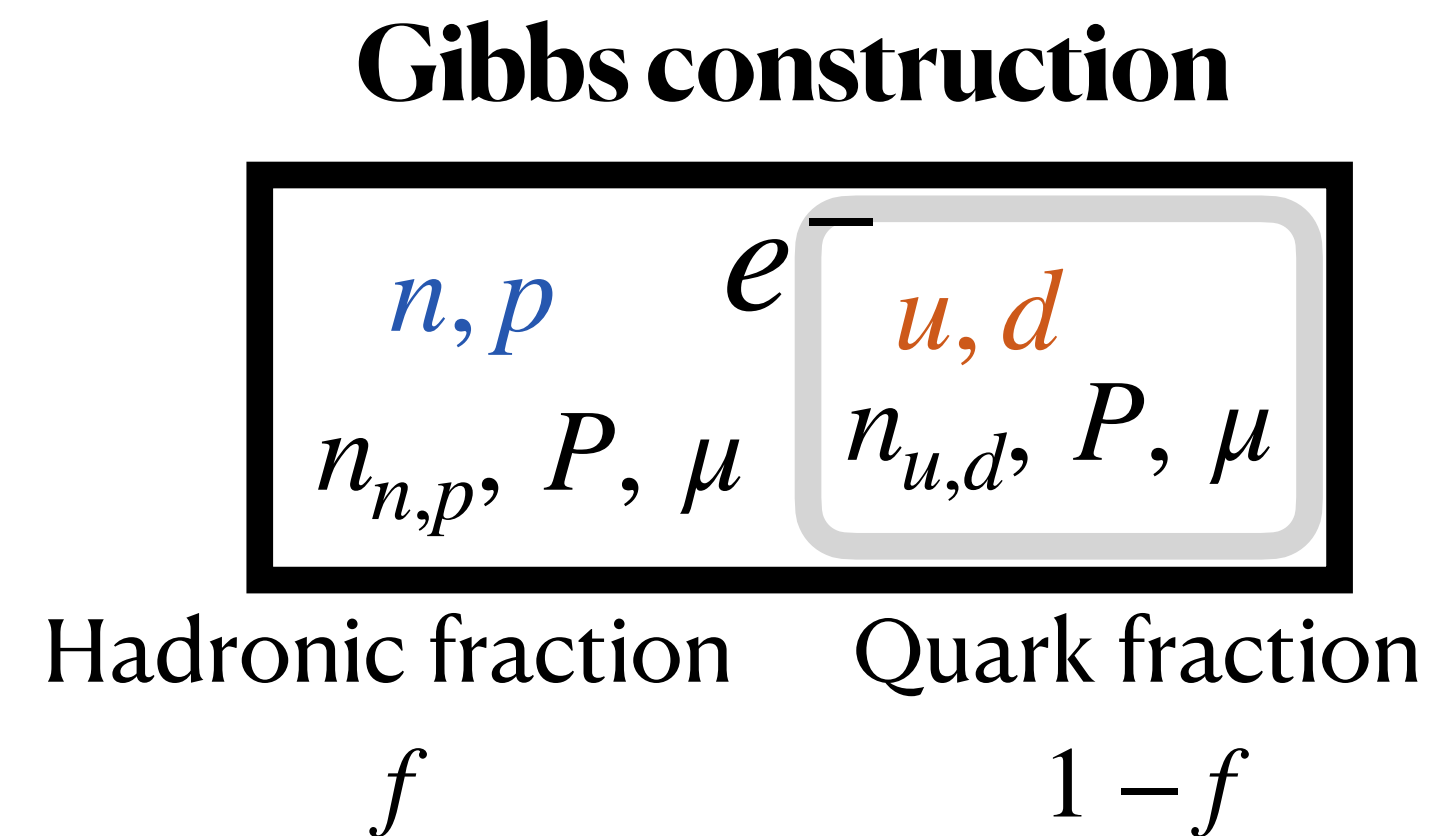 Gibbs construction
n, p
e⁻
u, d
n_{n,p}, P, μ
n_{u,d}, P, μ
Hadronic fraction
Quark fraction
f
1 − f